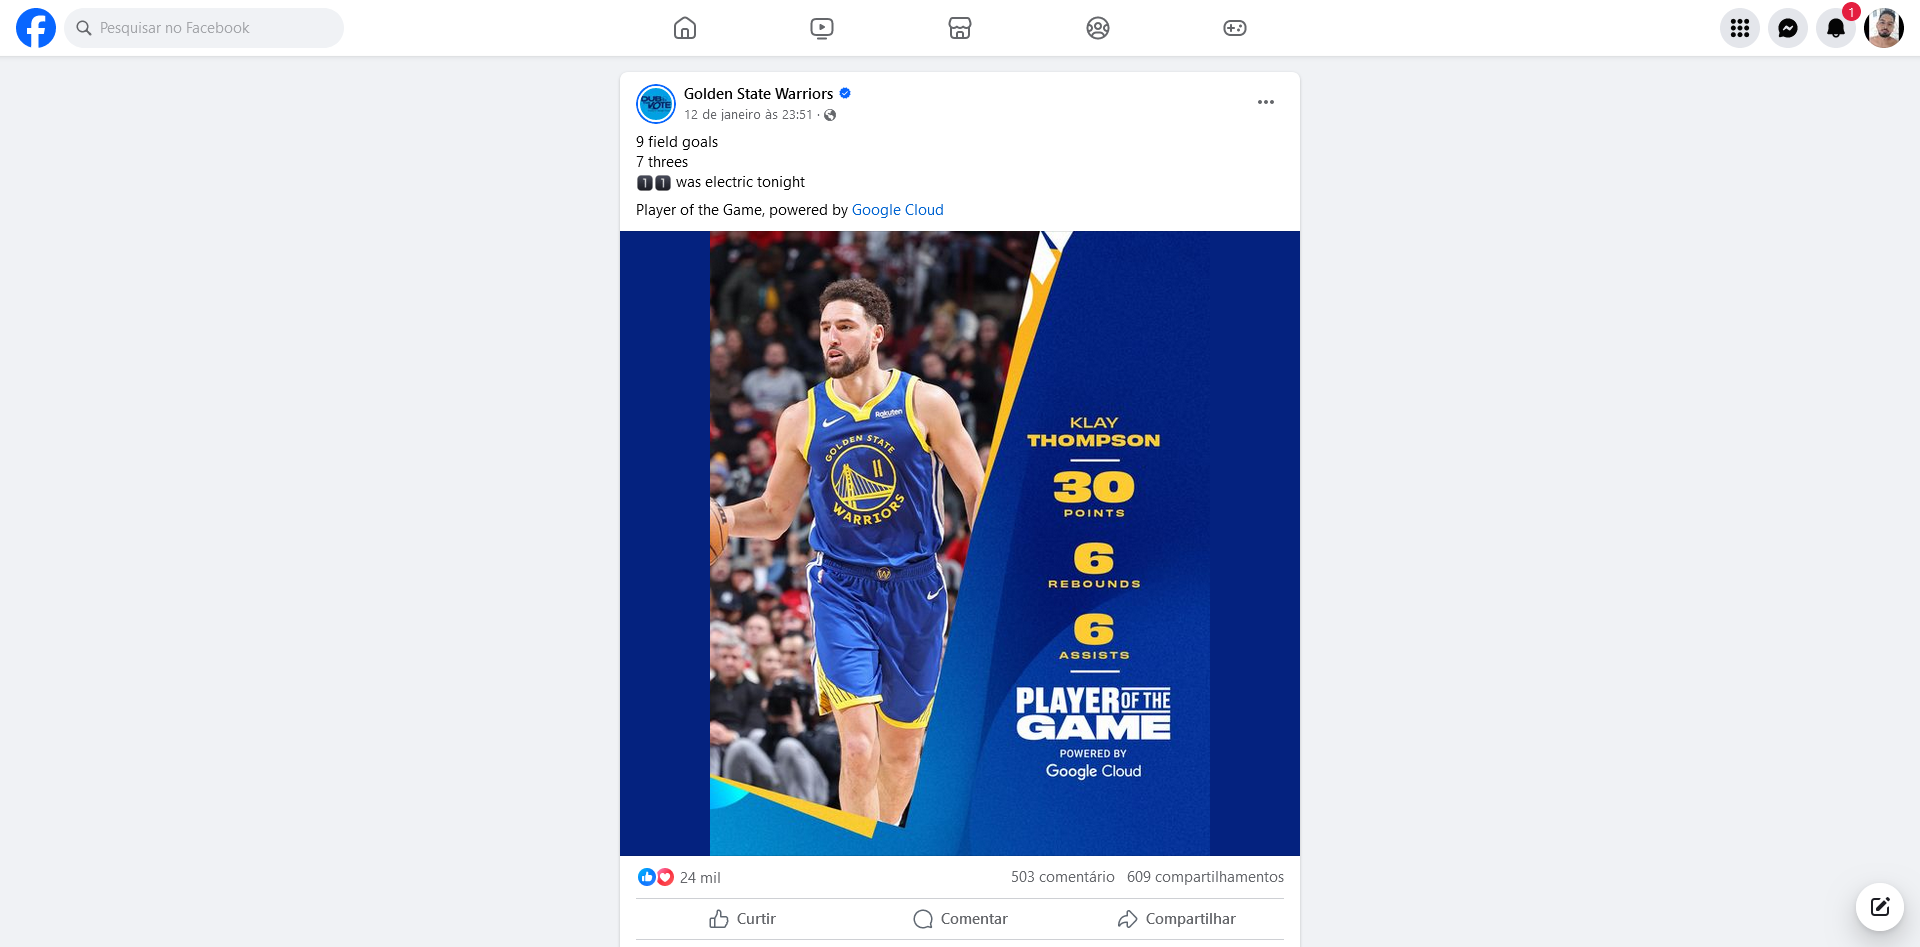 Pesquisar no Facebook
1
Golden State Warriors
12 de janeiro às 23:51 ·
9 field goals
7 threes
1️⃣1️⃣ was electric tonight
Player of the Game, powered by Google Cloud
Rakuten
GOLDEN STATE
11
WARRIORS
KLAY
THOMPSON
30
POINTS
6
REBOUNDS
6
ASSISTS
PLAYER OF THE
GAME
POWERED BY
Google Cloud
24 mil
503 comentário 609 compartilhamentos
Curtir
Comentar
Compartilhar